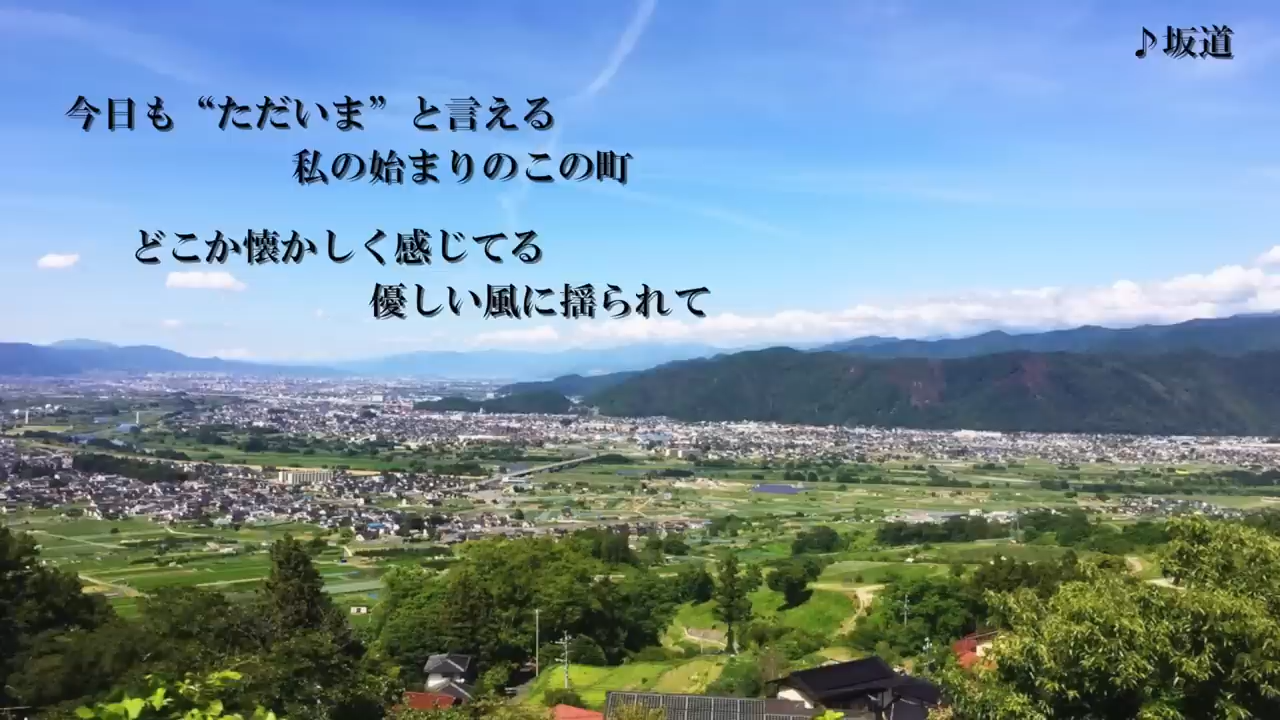 ♪坂道
今日も“ただいま”と言える
私の始まりのこの町
どこか懐かしく感じてる
優しい風に揺られて